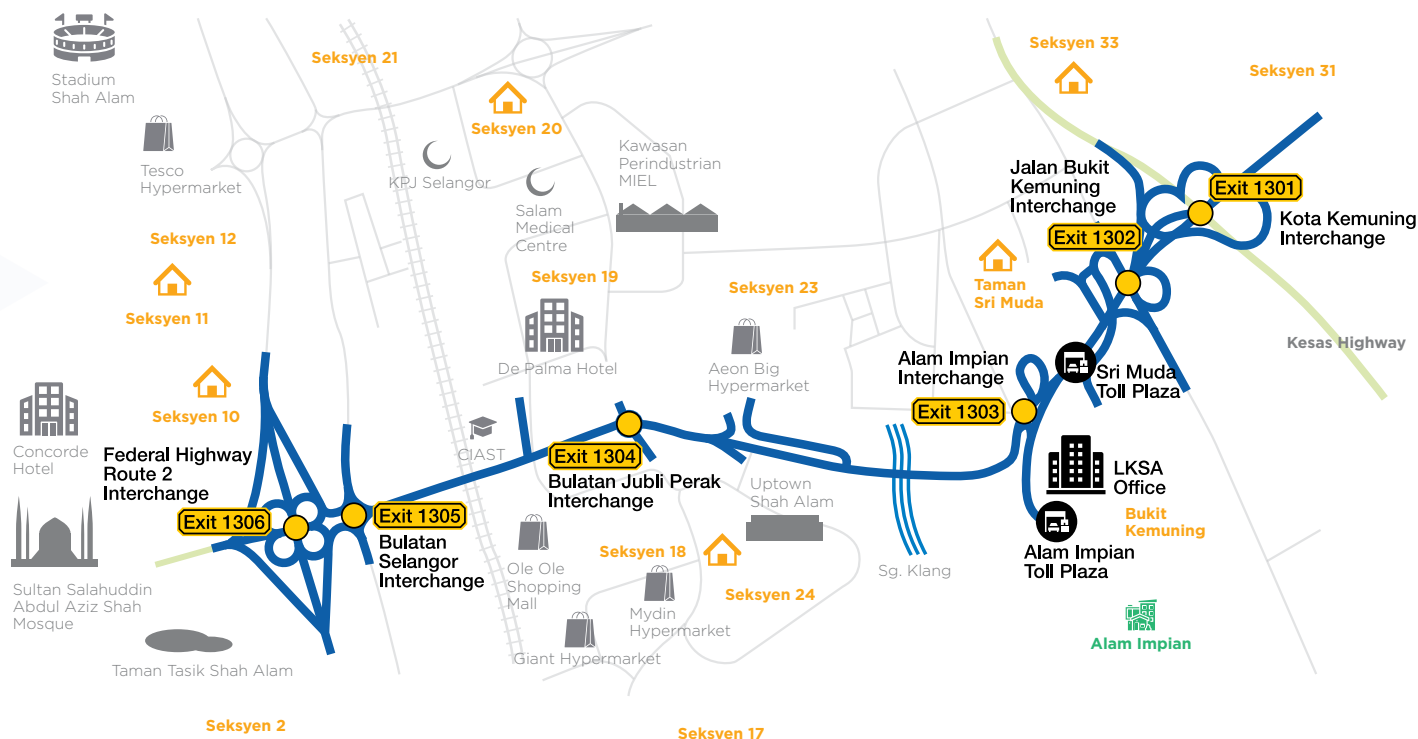 Stadium
Shah Alam
Seksyen 21
Seksyen 33
Seksyen 31
Tesco
Hypermarket
Seksyen 20
KPJ Selangor
Kawasan
Perindustrian
MIEL
Salam
Medical
Centre
Jalan Bukit
Kemuning
Interchange
Exit 1301
Kota Kemuning
Interchange
Exit 1302
Seksyen 12
Seksyen 11
Seksyen 19
Seksyen 23
Taman
Sri Muda
Kesas Highway
De Palma Hotel
Aeon Big
Hypermarket
Alam Impian
Interchange
Sri Muda
Toll Plaza
Exit 1303
Seksyen 10
Concorde
Hotel
Federal Highway
Route 2
Interchange
CIAST
Exit 1304
Bulatan Jubli Perak
Interchange
Uptown
Shah Alam
LKSA
Office
Bukit
Kemuning
Exit 1306
Exit 1305
Bulatan
Selangor
Interchange
Alam Impian
Toll Plaza
Ole Ole
Shopping
Mall
Seksyen 18
Sg. Klang
Seksyen 24
Sultan Salahuddin
Abdul Aziz Shah
Mosque
Mydin
Hypermarket
Giant Hypermarket
Alam Impian
Taman Tasik Shah Alam
Seksyen 2
Seksyen 17